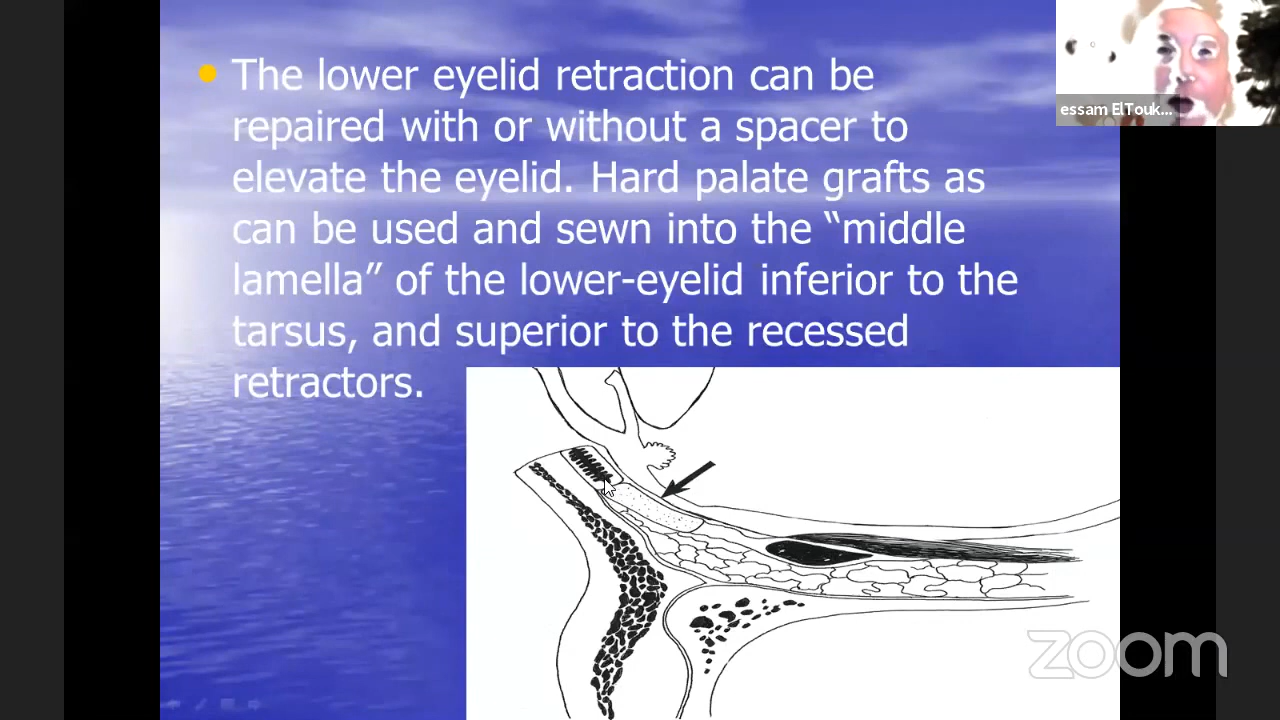 The lower eyelid retraction can be
repaired with or without a spacer to
elevate the eyelid. Hard palate grafts as
can be used and sewn into the “middle
lamella” of the lower-eyelid inferior to the
tarsus, and superior to the recessed
retractors.
essam ElTouk...
zoom